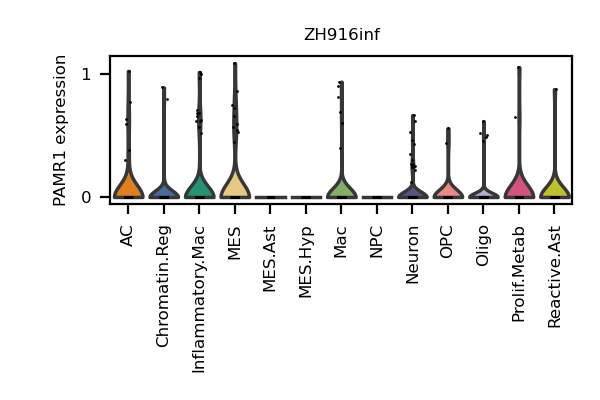 ZH916inf
PAMR1 expression
1
0
AC
Chromatin.Reg
Inflammatory.Mac
MES
MES.Ast
MES.Hyp
Mac
NPC
Neuron
OPC
Oligo
Prolif.Metab
Reactive.Ast